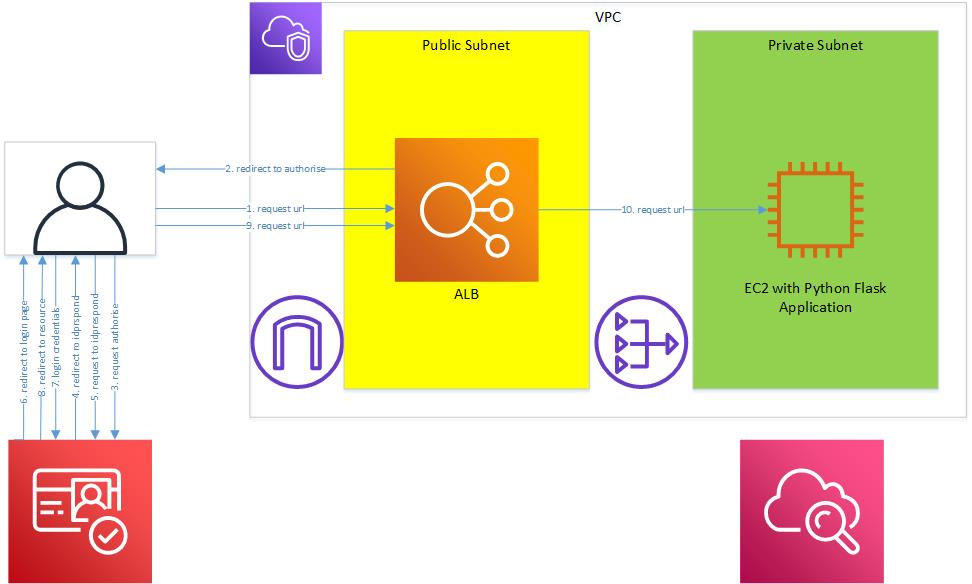 VPC
Public Subnet
Private Subnet
2. redirect to authorise
1. request url
9. request url
10. request url
ALB
EC2 with Python Flask
Application
6. redirect to login page
8. redirect to resource
7. login credentials
4. redirect ro idprspond
5. request to idprespond
3. request authorise